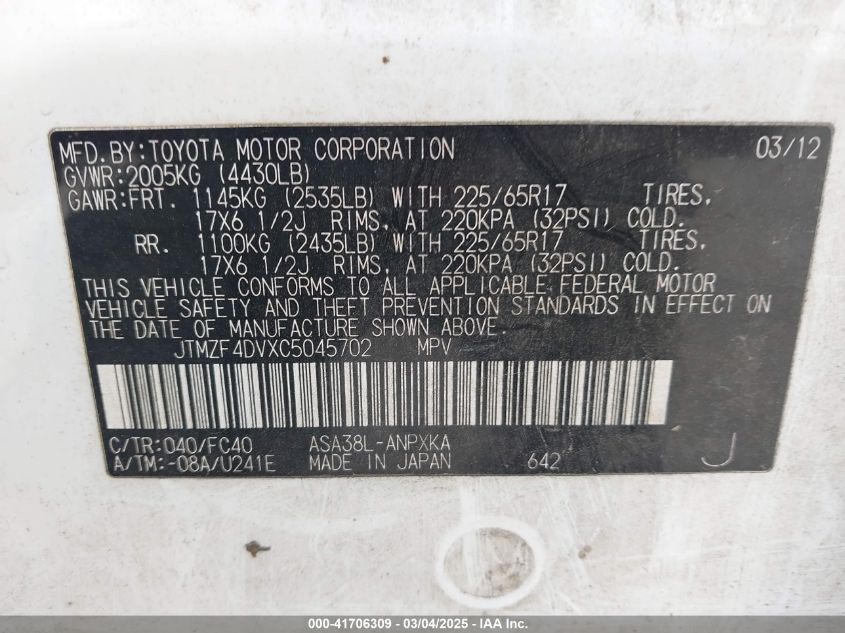 MFD.BY:TOYOTA MOTOR CORPORATION 03/12
GVWR:2005KG (4430LB)
GAWR:FRT. 1145KG (2535LB) WITH 225/65R17 TIRES,
17X6 1/2J RIMS, AT 220KPA (32PSI) COLD.
RR. 1100KG (2435LB) WITH 225/65R17 TIRES,
17X6 1/2J RIMS, AT 220KPA (32PSI) COLD.
THIS VEHICLE CONFORMS TO ALL APPLICABLE FEDERAL MOTOR
VEHICLE SAFETY AND THEFT PREVENTION STANDARDS IN EFFECT ON
THE DATE OF MANUFACTURE SHOWN ABOVE.
JTMZF4DVXC5045702 MPV
C/TR:040/FC40 ASA38L-ANPXKA
A/TM:-08A/U241E MADE IN JAPAN 642 J
000-41706309 - 03/04/2025 - IAA Inc.